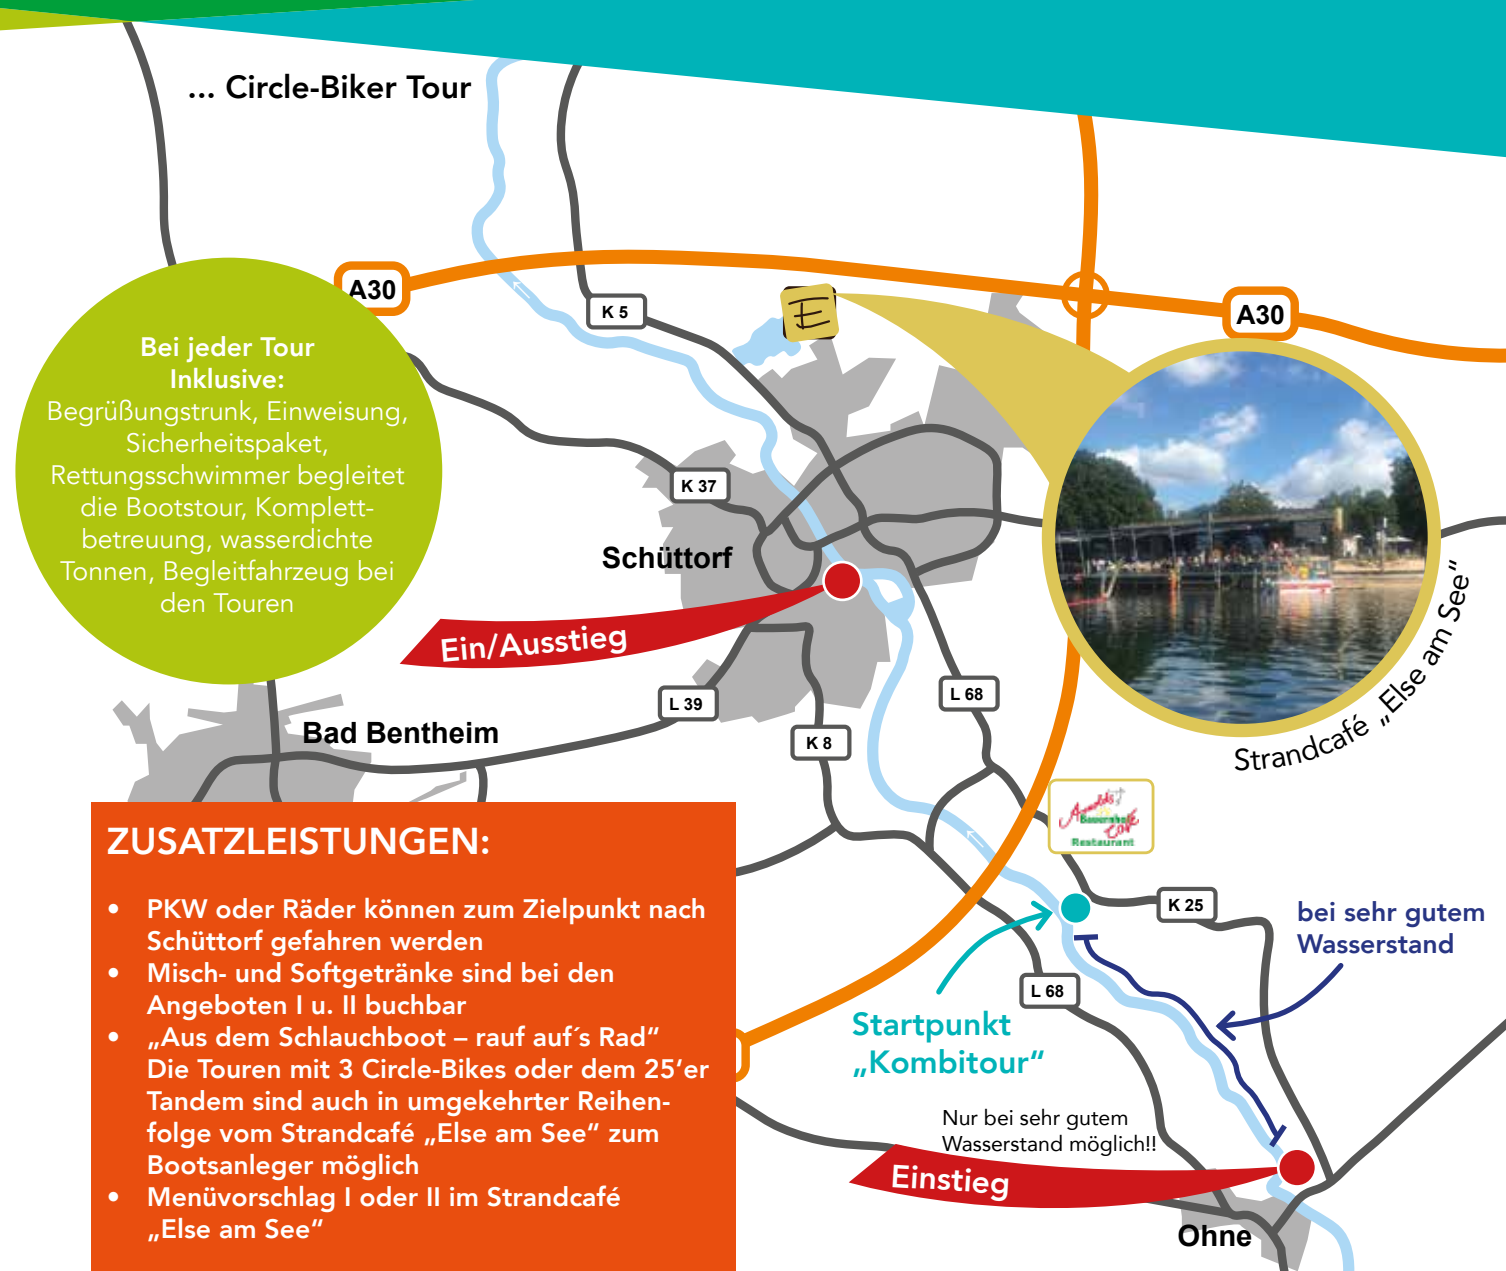 ... Circle-Biker Tour
A30
K 5
A30
Bei jeder Tour
Inklusive:
Begrüßungstrunk, Einweisung,
Sicherheitspaket,
Rettungsschwimmer begleitet
die Bootstour, Komplett-
betreuung, wasserdichte
Tonnen, Begleitfahrzeug bei
den Touren
K 37
Schüttorf
Ein/Ausstieg
Strandcafé „Else am See“
L 39
L 68
Bad Bentheim
K 8
Arnolds
Bauernhof
Café
Restaurant
K 25
bei sehr gutem
Wasserstand
L 68
Startpunkt
„Kombitour“
Nur bei sehr gutem
Wasserstand möglich!!
Einstieg
Ohne
ZUSATZLEISTUNGEN:
• PKW oder Räder können zum Zielpunkt nach
Schüttorf gefahren werden
• Misch- und Softgetränke sind bei den
Angeboten I u. II buchbar
• „Aus dem Schlauchboot – rauf auf´s Rad“
Die Touren mit 3 Circle-Bikes oder dem 25‘er
Tandem sind auch in umgekehrter Reihen-
folge vom Strandcafé „Else am See“ zum
Bootsanleger möglich
• Menüvorschlag I oder II im Strandcafé
„Else am See“